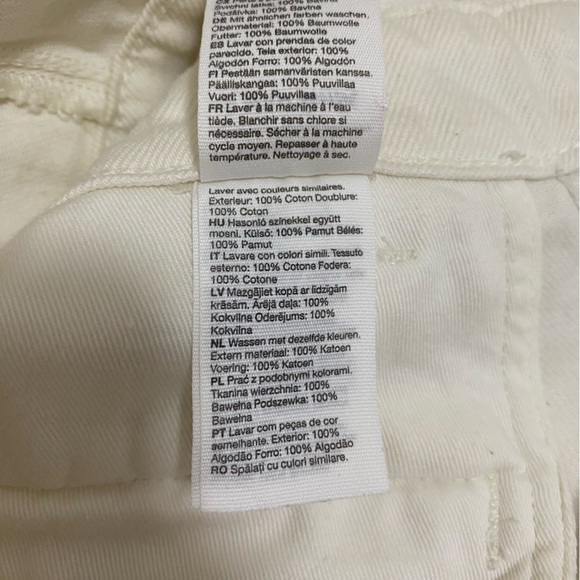 Svrchní látka: 100% Bavlna
Podšívka: 100% Bavlna
DE Mit ähnlichen farben waschen.
Obermaterial: 100% Baumwolle
Futter: 100% Baumwolle
ES Lavar con prendas de color
parecido. Tela exterior: 100%
Algodón Forro: 100% Algodón
FI Pestään samanväristen kanssa.
Päälliskangas: 100% Puuvillaa
Vuori: 100% Puuvillaa
FR Laver à la machine à l'eau
tiède. Blanchir sans chlore si
nécessaire. Sécher à la machine
cycle moyen. Repasser à haute
température. Nettoyage à sec.
Laver avec couleurs similaires.
Exterieur: 100% Coton Doublure:
100% Coton
HU Hasonló színekkel együtt
mosni. Külső: 100% Pamut Bélés:
100% Pamut
IT Lavare con colori simili. Tessuto
esterno: 100% Cotone Fodera:
100% Cotone
LV Mazgājiet kopā ar līdzīgām
krāsām. Ārējā daļa: 100%
Kokvilna Oderējums: 100%
Kokvilna
NL Wassen met dezelfde kleuren.
Extern materiaal: 100% Katoen
Voering: 100% Katoen
PL Prać z podobnymi kolorami.
Tkanina wierzchnia: 100%
Bawełna Podszewka: 100%
Bawełna
PT Lavar com peças de cor
semelhante. Exterior: 100%
Algodão Forro: 100% Algodão
RO Spălați cu culori similare.